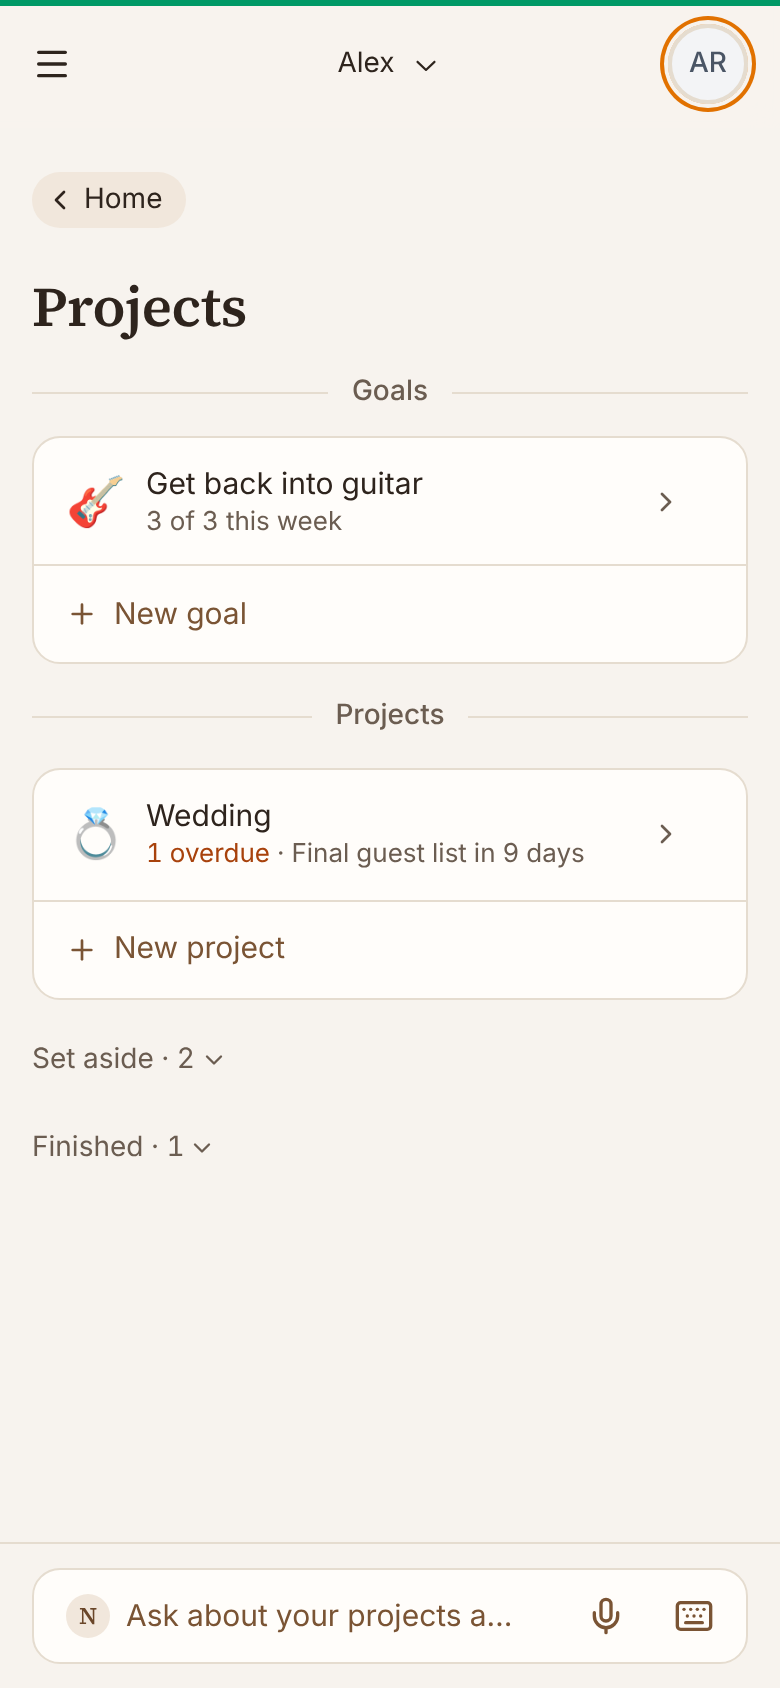 Alex
AR
Home
Projects
Goals
Get back into guitar
3 of 3 this week
New goal
Projects
Wedding
1 overdue · Final guest list in 9 days
New project
Set aside · 2
Finished · 1
N
Ask about your projects a...